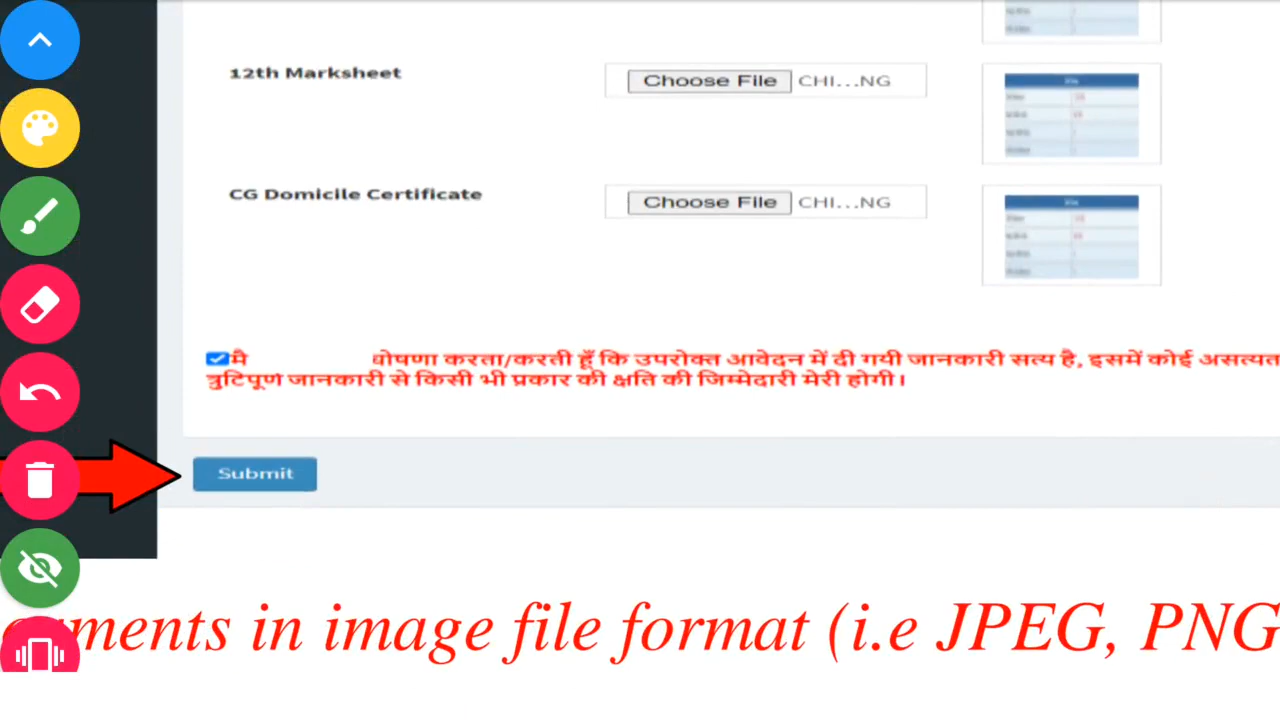 12th Marksheet
Choose File CHI...NG
CG Domicile Certificate
Choose File CHI...NG
मै घोषणा करता/करती हूँ कि उपरोक्त आवेदन में दी गयी जानकारी सत्य है, इसमें कोई असत्यत
त्रुटिपूर्ण जानकारी से किसी भी प्रकार की क्षति की जिम्मेदारी मेरी होगी।
Submit
uments in image file format (i.e JPEG, PNG